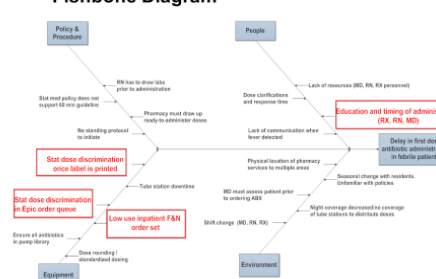 Fishbone Diagram
Policy &
Procedure
People
RN has to draw labs
prior to administration
Stat med policy does not
support 60 min guideline
Pharmacy must draw up
ready-to-administer doses
No standing protocol
to initiate
Stat dose discrimination
once label is printed
Tube station downtime
Stat dose discrimination
in Epic order queue
Low use inpatient F&N
order set
Ensure all antibiotics
in pump library
Dose rounding /
standardized dosing
Equipment
Lack of resources (MD, RN, RX personnel)
Dose clarifications
and response time
Education and timing of admini
(RX, RN, MD)
Lack of communication when
fever detected
Delay in first do
antibiotic administra
in febrile patien
Physical location of pharmacy
services to multiple areas
Seasonal change with residents.
Unfamiliar with policies
MD must assess patient prior
to ordering ABX
Night coverage decreased/no coverage
of tube stations to distribute doses
Shift change (MD, RN, RX)
Environment